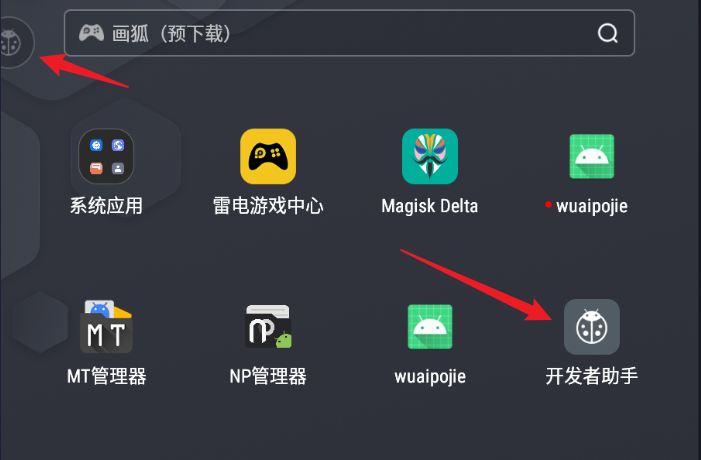 画狐（预下载）
系统应用
雷电游戏中心
Magisk Delta
wuaipojie
MT
MT管理器
NP管理器
wuaipojie
开发者助手